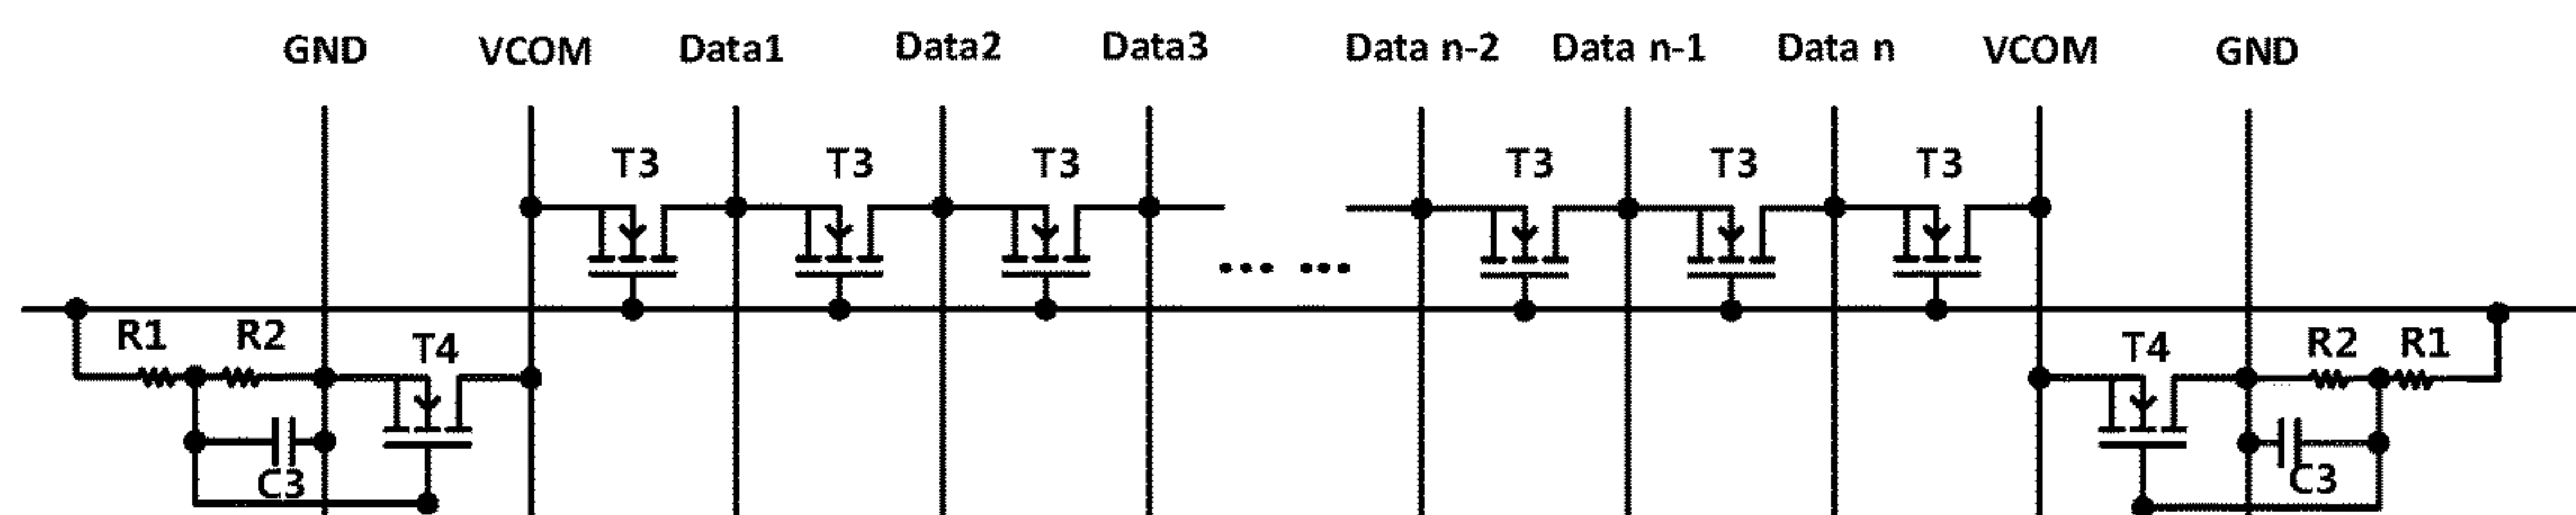 GND VCOM Data1 Data2 Data3 Data n-2 Data n-1 Data n VCOM GND
T3 T3 T3 T3 T3 T3
R1 R2 T4 T4 R2 R1
C3 C3